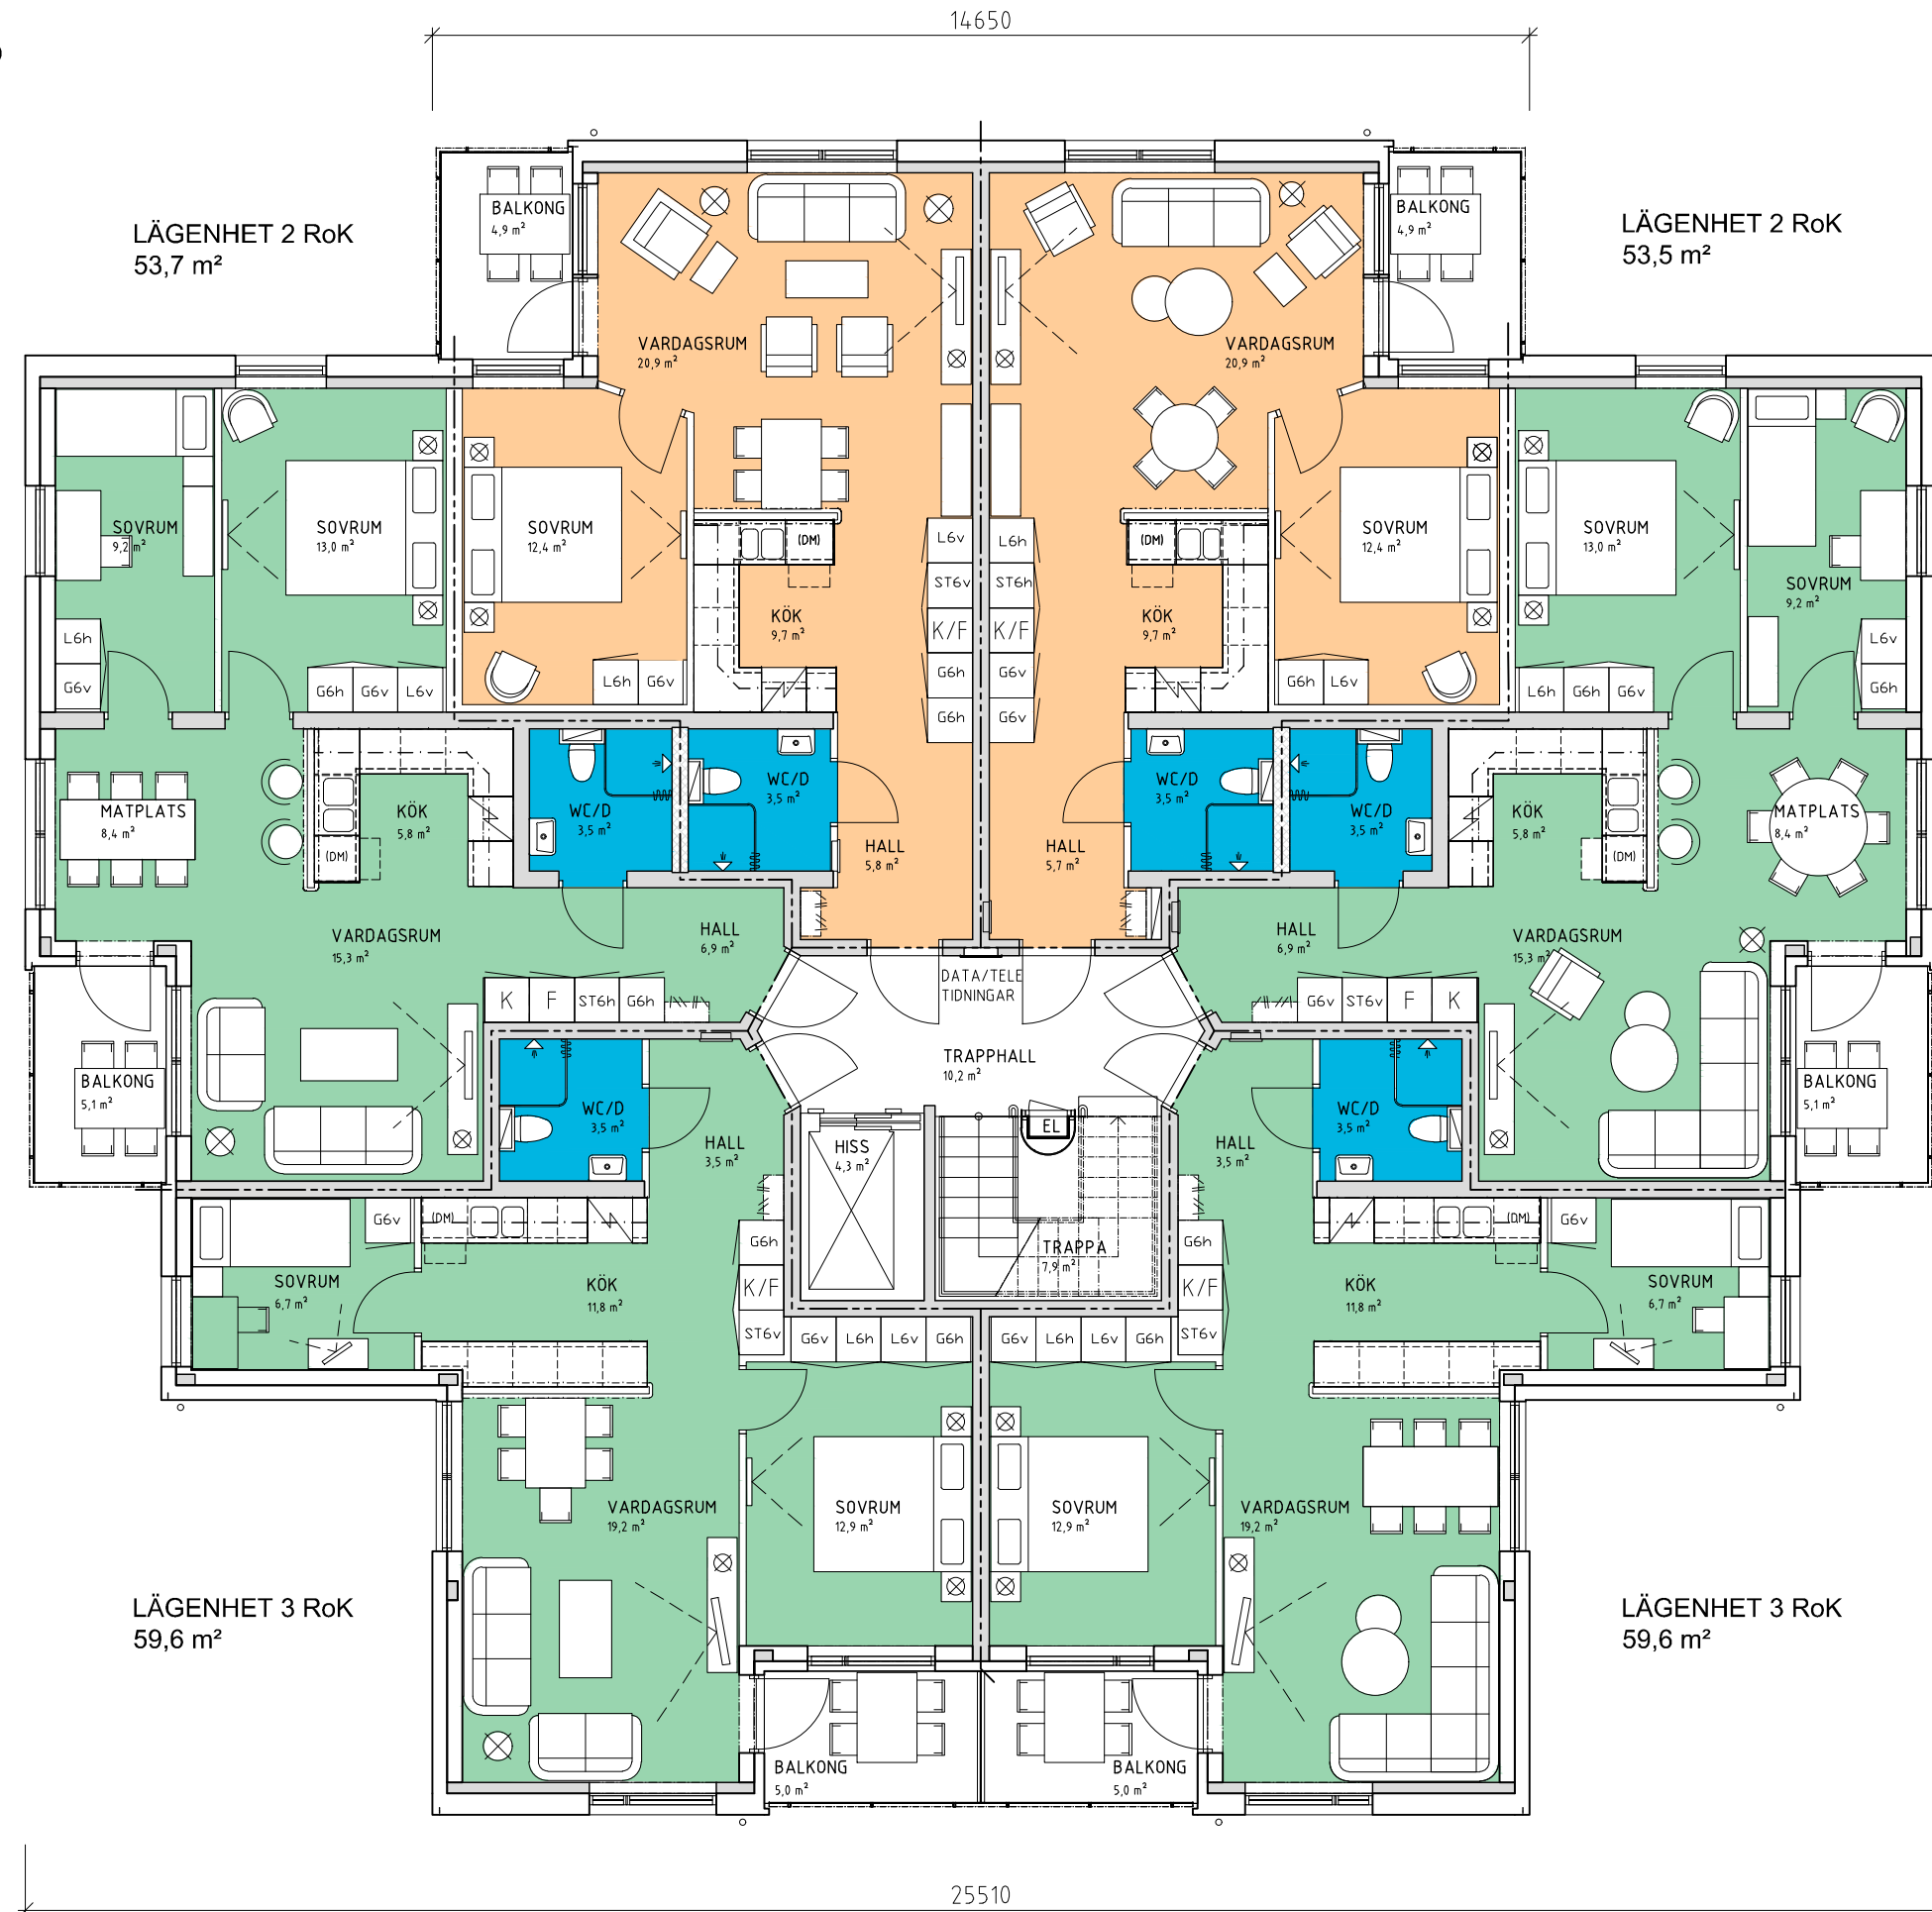 14650
LÄGENHET 2 RoK
53,7 m²
BALKONG
4,9 m²
BALKONG
4,9 m²
LÄGENHET 2 RoK
53,5 m²
VARDAGSRUM
20,9 m²
VARDAGSRUM
20,9 m²
SOVRUM
9,2 m²
SOVRUM
13,0 m²
SOVRUM
12,4 m²
(DM)
L6v
L6h
(DM)
SOVRUM
12,4 m²
SOVRUM
13,0 m²
ST6v
ST6h
SOVRUM
9,2 m²
KÖK
9,7 m²
K/F
K/F
KÖK
9,7 m²
L6h
G6v
G6h
G6v
L6v
L6h
G6v
G6h
G6h
G6v
G6v
G6h
L6v
L6h
G6h
G6v
L6v
G6h
MATPLATS
8,4 m²
KÖK
5,8 m²
(DM)
WC/D
3,5 m²
WC/D
3,5 m²
HALL
5,8 m²
HALL
5,7 m²
WC/D
3,5 m²
WC/D
3,5 m²
KÖK
5,8 m²
(DM)
MATPLATS
8,4 m²
VARDAGSRUM
15,3 m²
HALL
6,9 m²
HALL
6,9 m²
VARDAGSRUM
15,3 m²
K
F
ST6h
G6h
DATA/TELE
TIDNINGAR
G6v
ST6v
F
K
BALKONG
5,1 m²
TRAPPHALL
10,2 m²
BALKONG
5,1 m²
WC/D
3,5 m²
HALL
3,5 m²
HISS
4,3 m²
EL
HALL
3,5 m²
WC/D
3,5 m²
G6v
(DM)
G6h
TRAPPA
7,9 m²
G6h
(DM)
G6v
SOVRUM
6,7 m²
KÖK
11,8 m²
K/F
K/F
KÖK
11,8 m²
SOVRUM
6,7 m²
ST6v
G6v
L6h
L6v
G6h
G6v
L6h
L6v
G6h
ST6v
VARDAGSRUM
19,2 m²
SOVRUM
12,9 m²
SOVRUM
12,9 m²
VARDAGSRUM
19,2 m²
LÄGENHET 3 RoK
59,6 m²
LÄGENHET 3 RoK
59,6 m²
BALKONG
5,0 m²
BALKONG
5,0 m²
25510